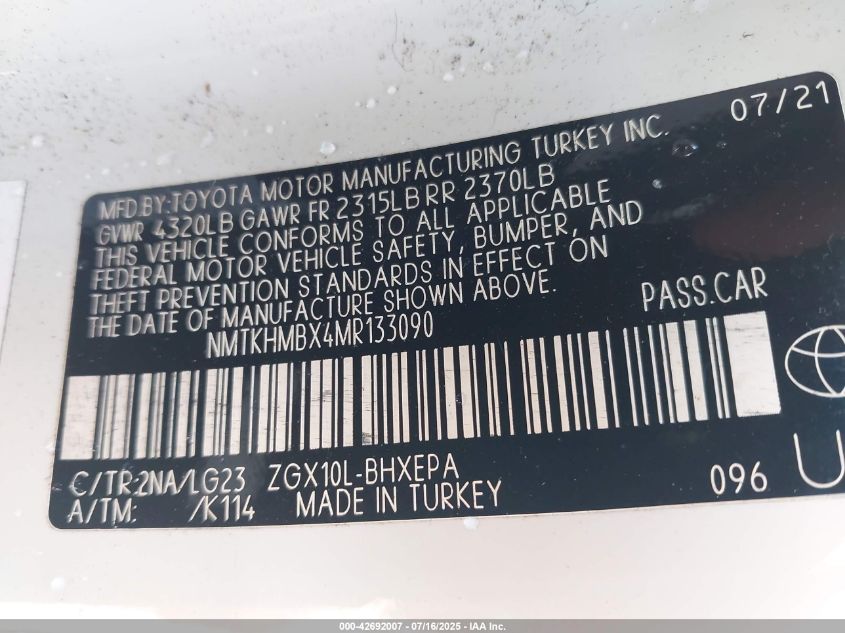 07/21
MFD.BY:TOYOTA MOTOR MANUFACTURING TURKEY INC.
GVWR 4320LB GAWR FR 2315LB RR 2370LB
THIS VEHICLE CONFORMS TO ALL APPLICABLE
FEDERAL MOTOR VEHICLE SAFETY, BUMPER, AND
THEFT PREVENTION STANDARDS IN EFFECT ON
THE DATE OF MANUFACTURE SHOWN ABOVE.
NMTKHMBX4MR133090
PASS.CAR
C/TR:2NA/LG23 ZGX10L-BHXEPA
A/TM: /K114 MADE IN TURKEY
096
U
000-42692007 - 07/16/2025 - IAA Inc.